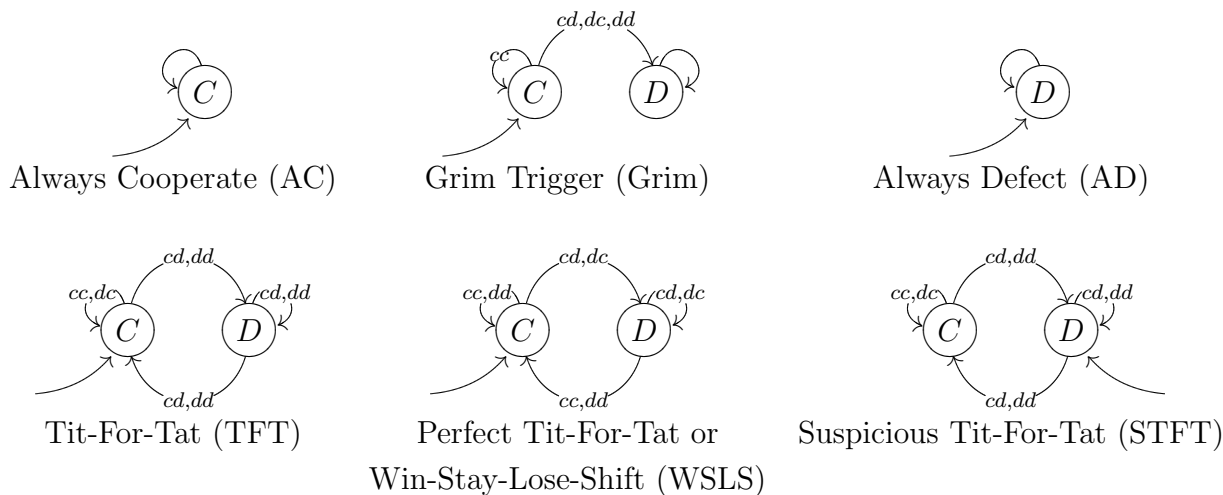 cd,dc,dd
cc
C
C
D
D
Always Cooperate (AC)
Grim Trigger (Grim)
Always Defect (AD)
cd,dd
cd,dc
cd,dd
cc,dc
cd,dd
cc,dd
cd,dc
cc,dc
cd,dd
C
D
C
D
C
D
cd,dd
cc,dd
cd,dd
Tit-For-Tat (TFT)
Perfect Tit-For-Tat or
Win-Stay-Lose-Shift (WSLS)
Suspicious Tit-For-Tat (STFT)